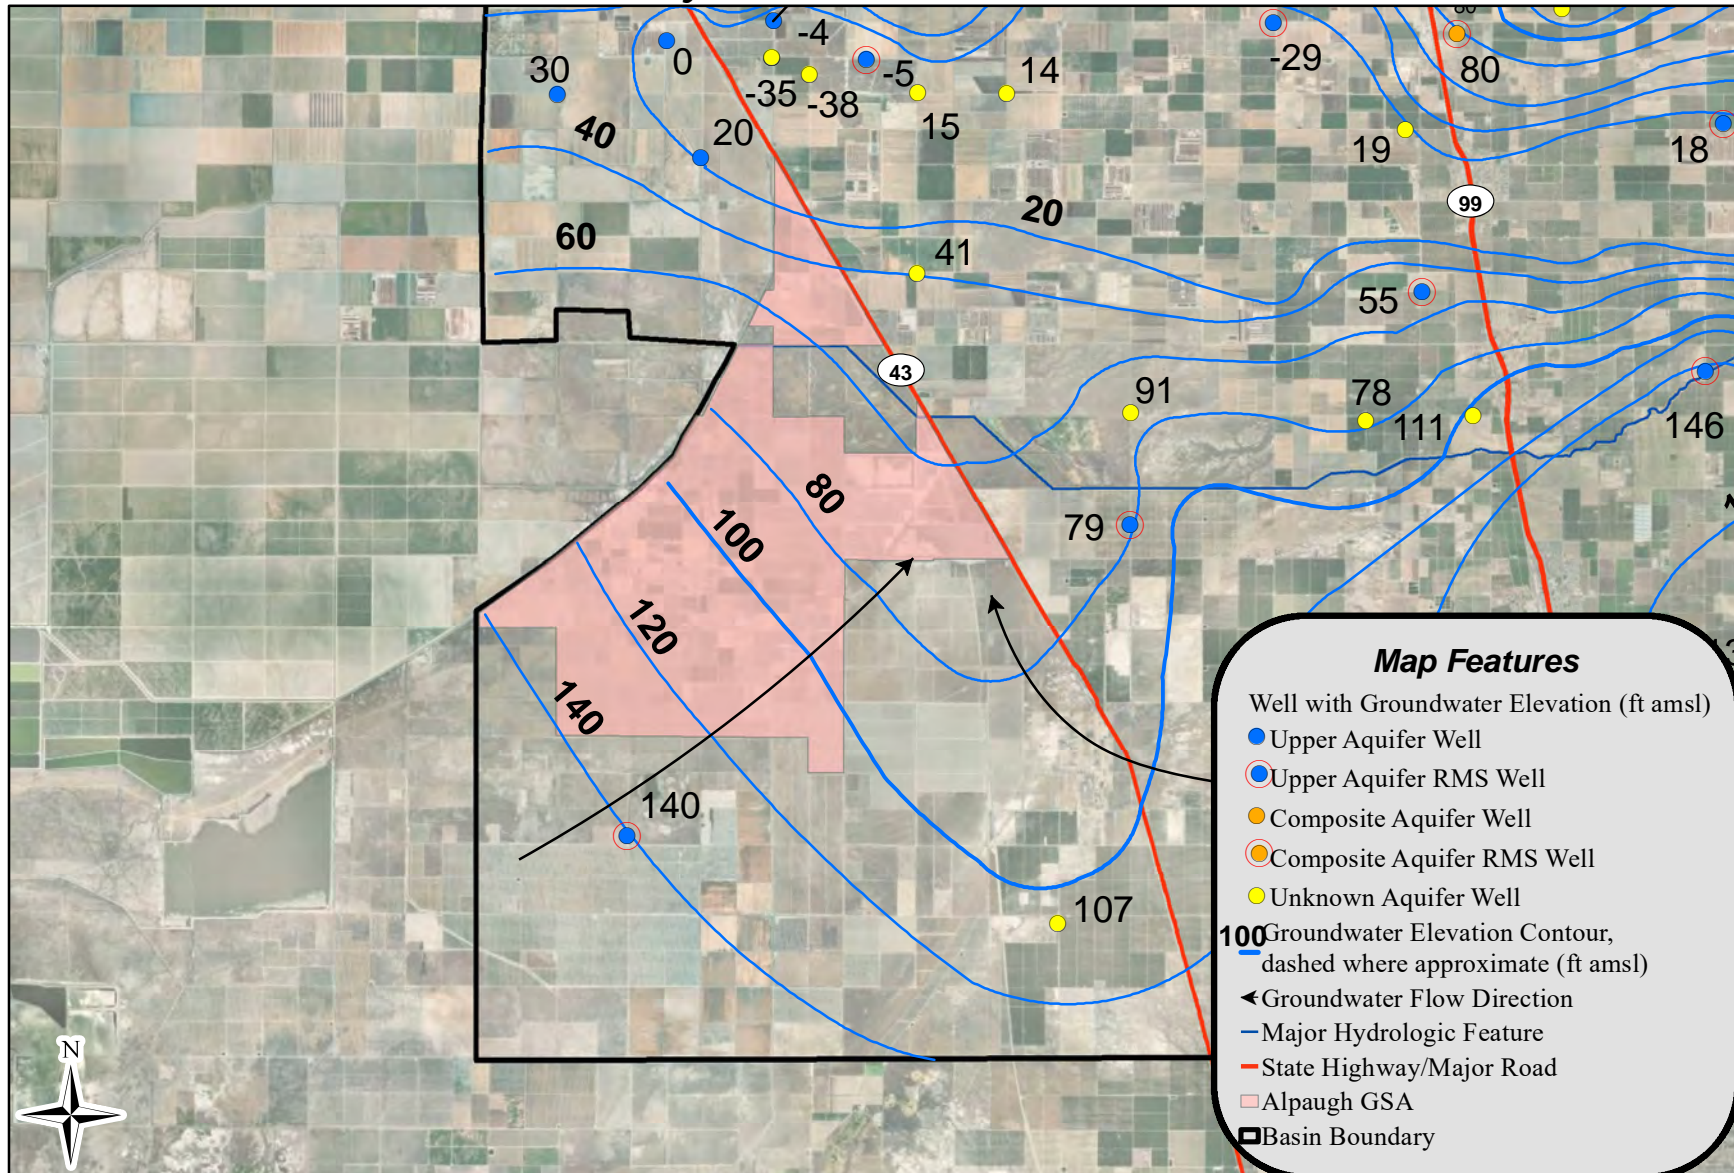 -4
0
30
-35
-38
-5
14
15
-29
80
80
40
20
19
18
20
99
60
41
55
43
91
78
111
146
80
100
79
120
140
140
107
Map Features
Well with Groundwater Elevation (ft amsl)
Upper Aquifer Well
Upper Aquifer RMS Well
Composite Aquifer Well
Composite Aquifer RMS Well
Unknown Aquifer Well
100
Groundwater Elevation Contour,
dashed where approximate (ft amsl)
Groundwater Flow Direction
Major Hydrologic Feature
State Highway/Major Road
Alpaugh GSA
Basin Boundary
N